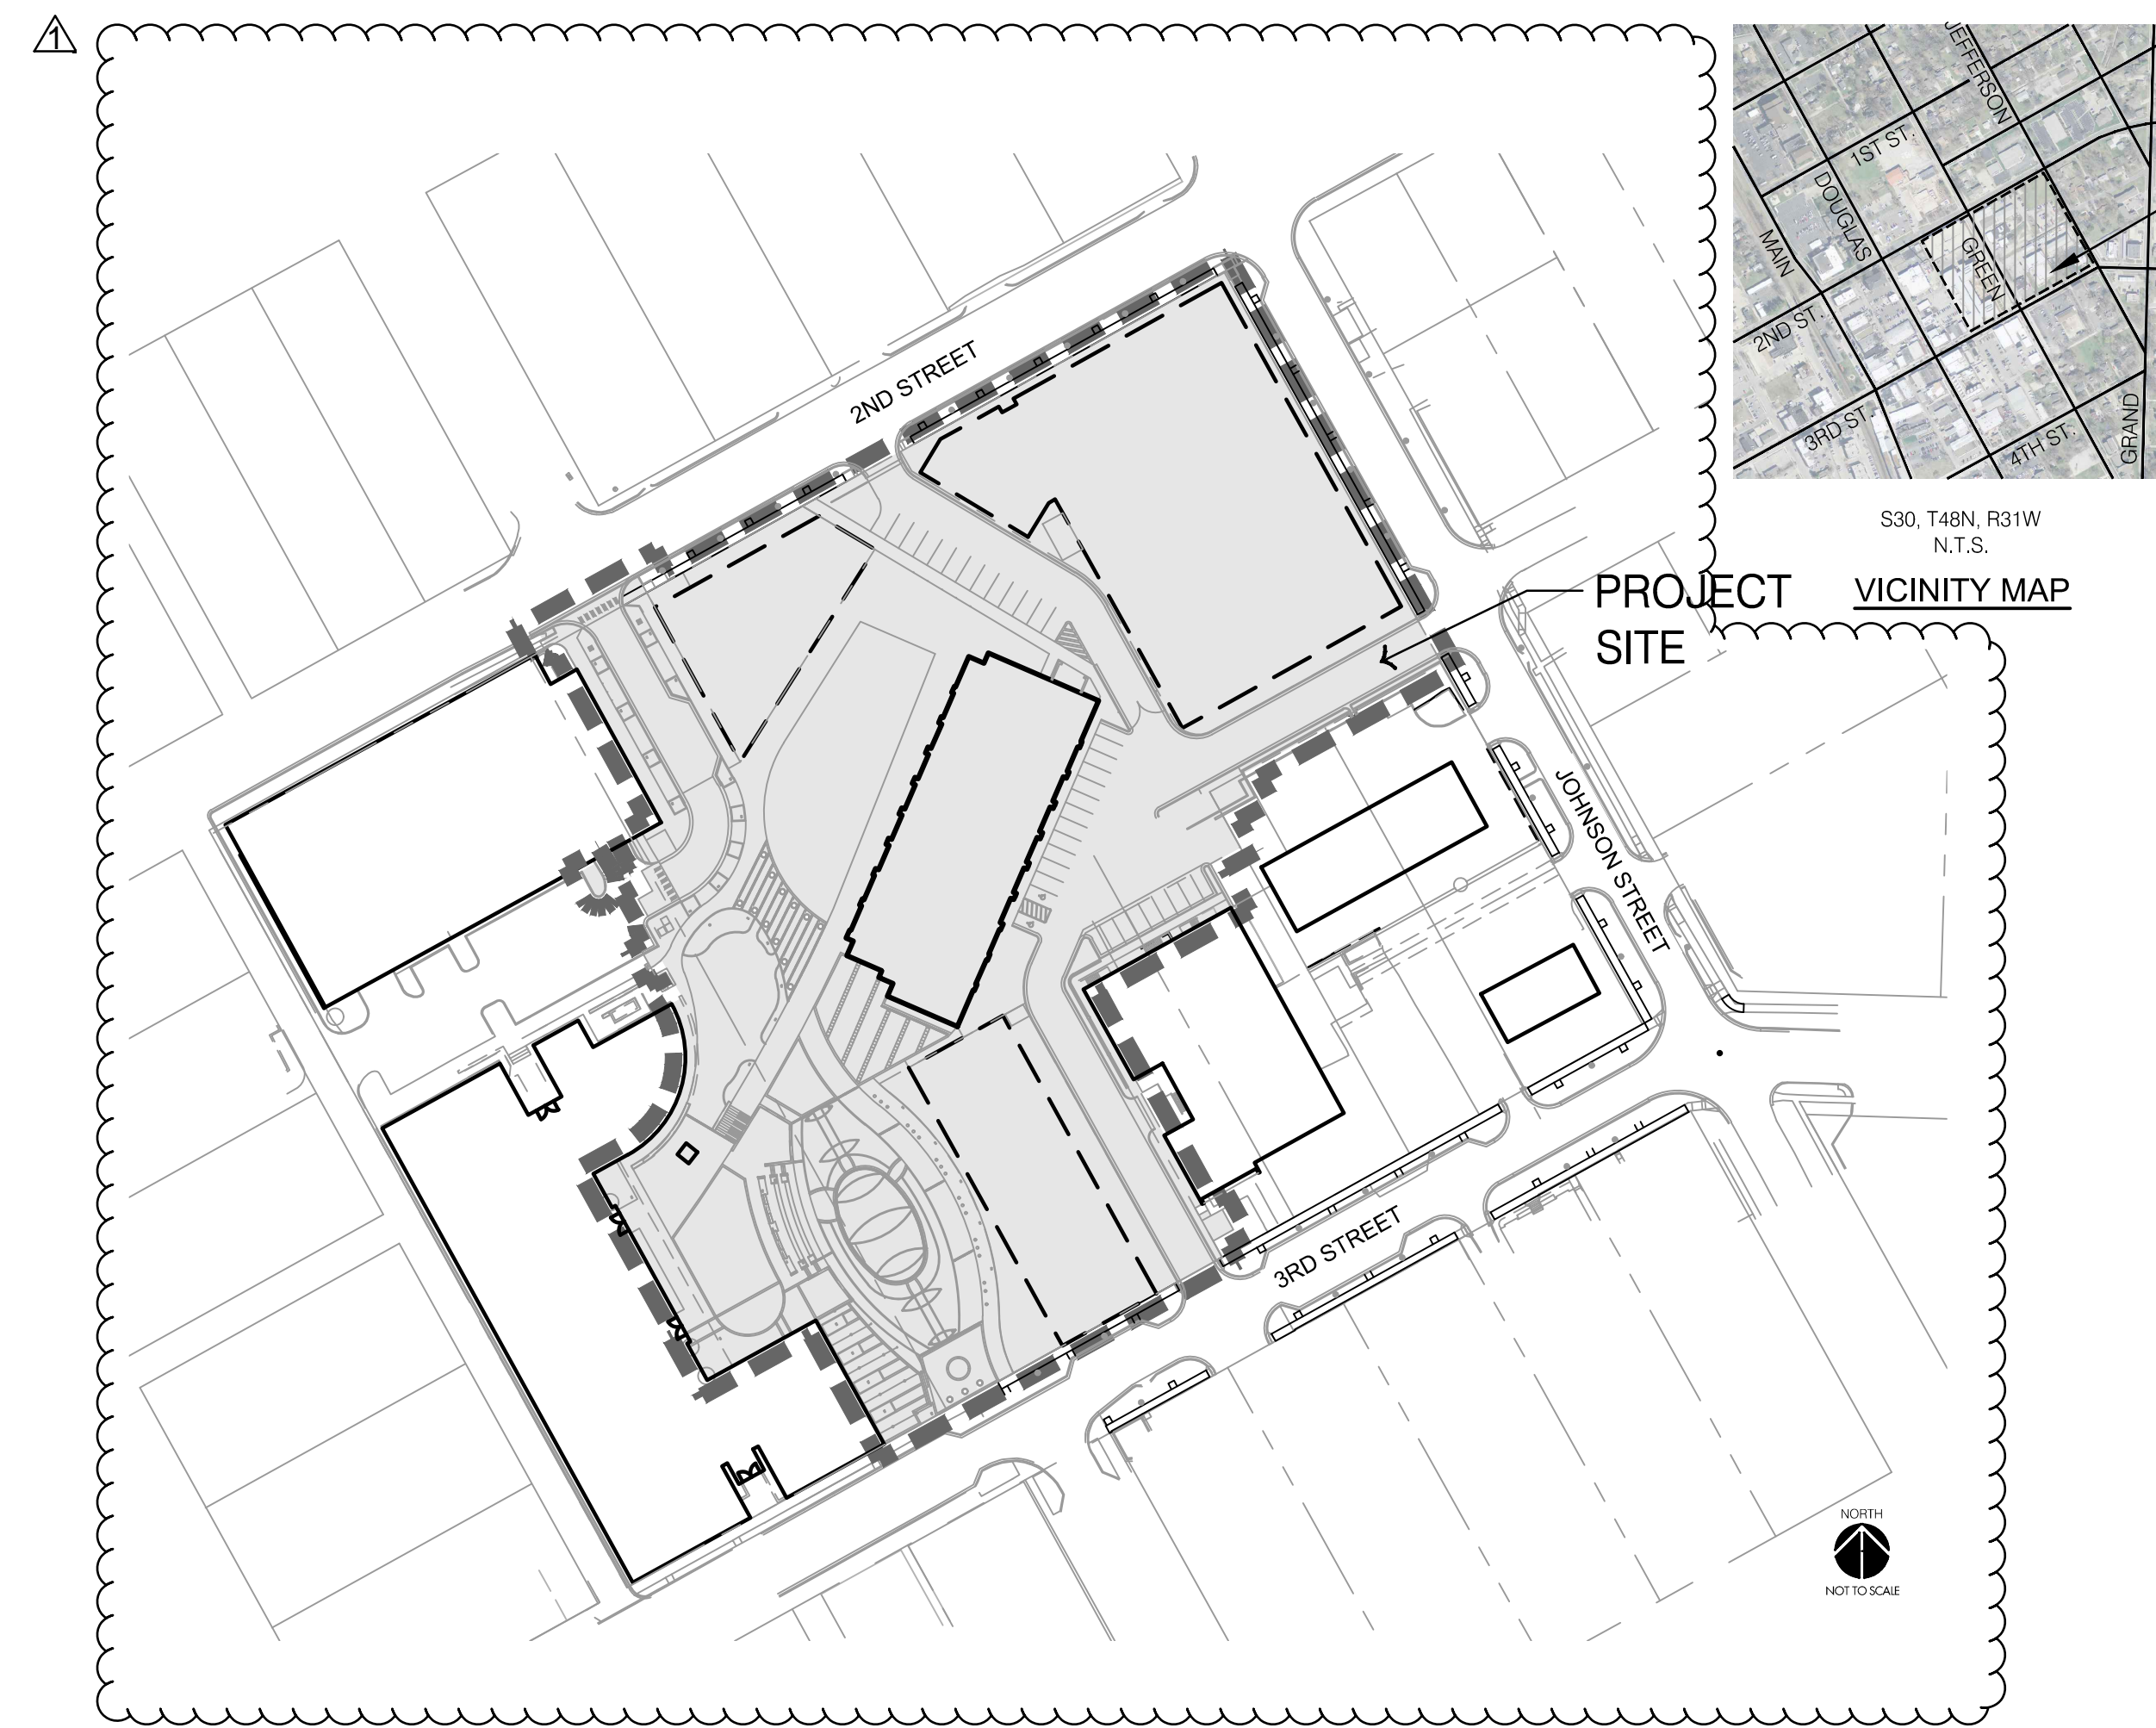 1
JEFFERSON
1ST ST.
DOUGLAS
MAIN
GREEN
2ND ST.
3RD ST.
4TH ST.
GRAND
S30, T48N, R31W
N.T.S.
VICINITY MAP
2ND STREET
PROJECT
SITE
JOHNSON STREET
3RD STREET
NORTH
NOT TO SCALE